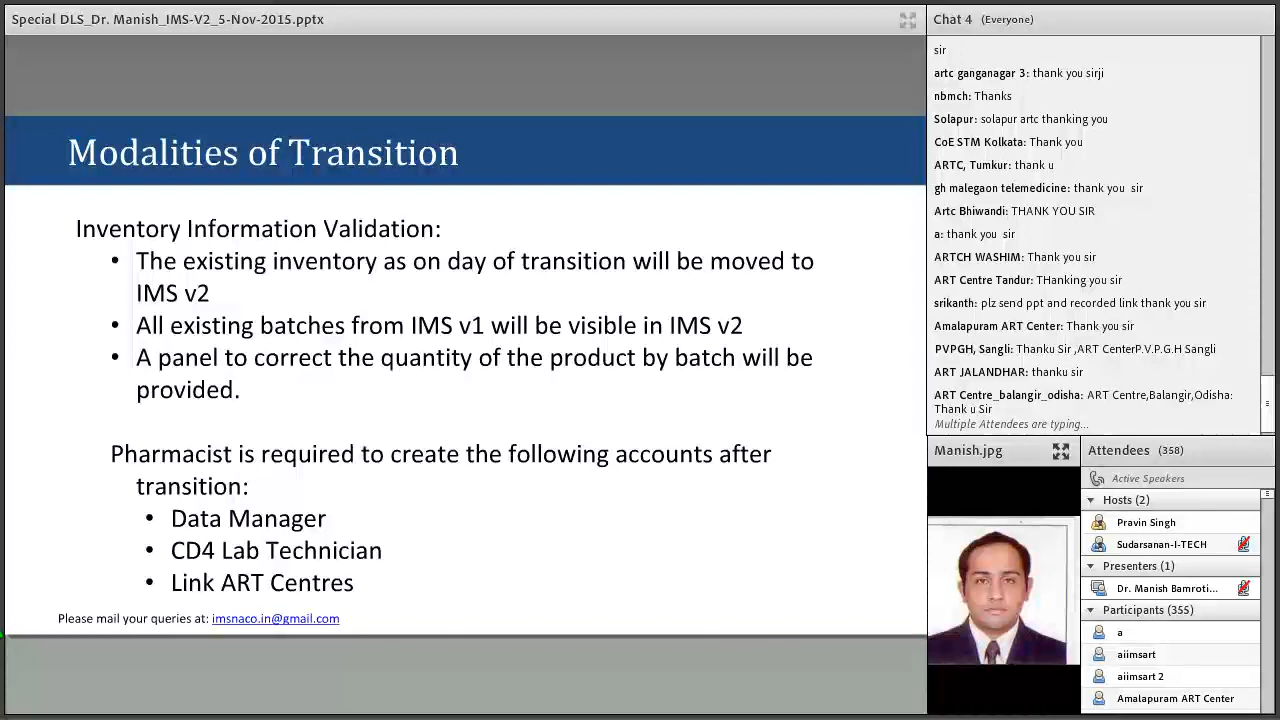 Special DLS_Dr. Manish_IMS-V2_5-Nov-2015.pptx
Modalities of Transition
Inventory Information Validation:
• The existing inventory as on day of transition will be moved to
IMS v2
• All existing batches from IMS v1 will be visible in IMS v2
• A panel to correct the quantity of the product by batch will be
provided.
Pharmacist is required to create the following accounts after
transition:
• Data Manager
• CD4 Lab Technician
• Link ART Centres
Please mail your queries at: imsnaco.in@gmail.com
Chat 4 (Everyone)
sir
artc ganganagar 3: thank you sirji
nbmch: Thanks
Solapur: solapur artc thanking you
CoE STM Kolkata: Thank you
ARTC, Tumkur: thank u
gh malegaon telemedicine: thank you sir
Artc Bhiwandi: THANK YOU SIR
a: thank you sir
ARTCH WASHIM: Thank you sir
ART Centre Tandur: THanking you sir
srikanth: plz send ppt and recorded link thank you sir
Amalapuram ART Center: Thank you sir
PVPGH, Sangli: Thanku Sir ,ART CenterP.V.P.G.H Sangli
ART JALANDHAR: thanku sir
ART Centre_balangir_odisha: ART Centre,Balangir,Odisha:
Thank u Sir
Multiple Attendees are typing...
Manish.jpg
Attendees (358)
Active Speakers
Hosts (2)
Pravin Singh
Sudarsanan-I-TECH
Presenters (1)
Dr. Manish Bamroti...
Participants (355)
a
aiimsart
aiimsart 2
Amalapuram ART Center